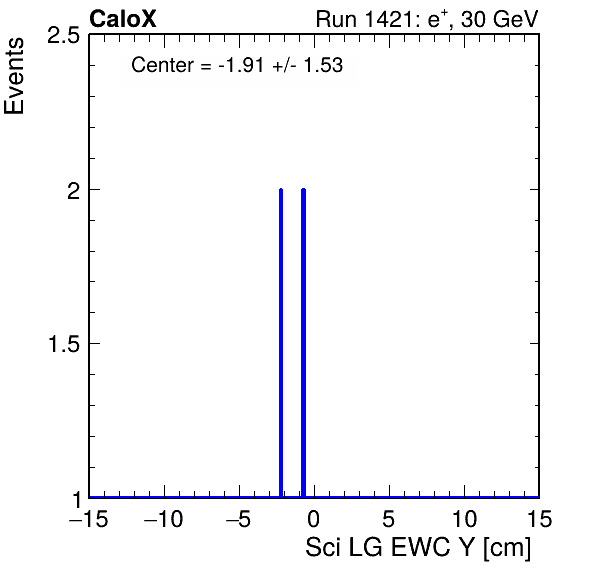 CaloX Run 1421: e+, 30 GeV
Center = -1.91 +/- 1.53
Events
2.5
2
1.5
1
−15 −10 −5 0 5 10 15
Sci LG EWC Y [cm]